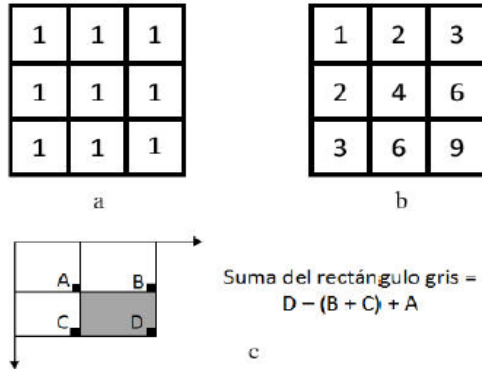 1 1 1
1 1 1
1 1 1
a
1 2 3
2 4 6
3 6 9
b
A B
C D
Suma del rectángulo gris =
D – (B + C) + A
c